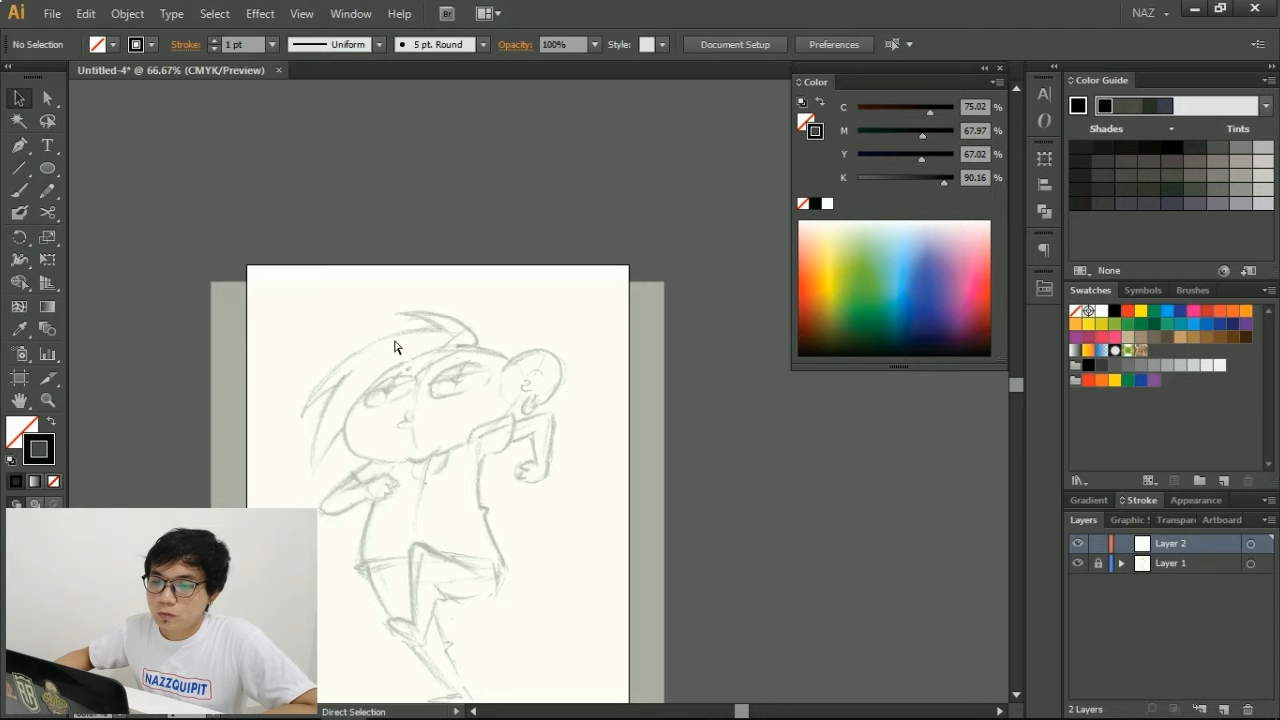 Ai File Edit Object Type Select Effect View Window Help Br NAZ
No Selection Stroke: 1 pt Uniform 5 pt. Round Opacity: 100% Style: Document Setup Preferences
Untitled-4* @ 66.67% (CMYK/Preview)
Color
C 75.02 %
M 67.97 %
Y 67.02 %
K 90.16 %
Color Guide
Shades Tints
None
Swatches Symbols Brushes
Gradient Stroke Appearance
Layers Graphic Transpar Artboard
Layer 2
Layer 1
2 Layers
Direct Selection
NAZZQUIPIT